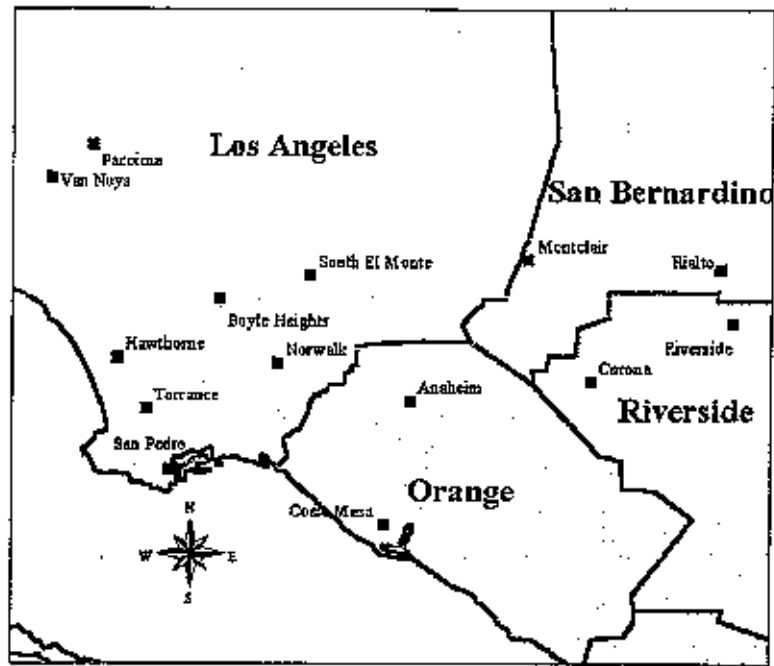 Los Angeles
Pacoima
Van Nuys
San Bernardino
South El Monte
Montclair
Rialto
Boyle Heights
Hawthorne
Norwalk
Riverside
Corona
Anaheim
Torrance
Riverside
San Pedro
Orange
Costa Mesa
N
W E
S